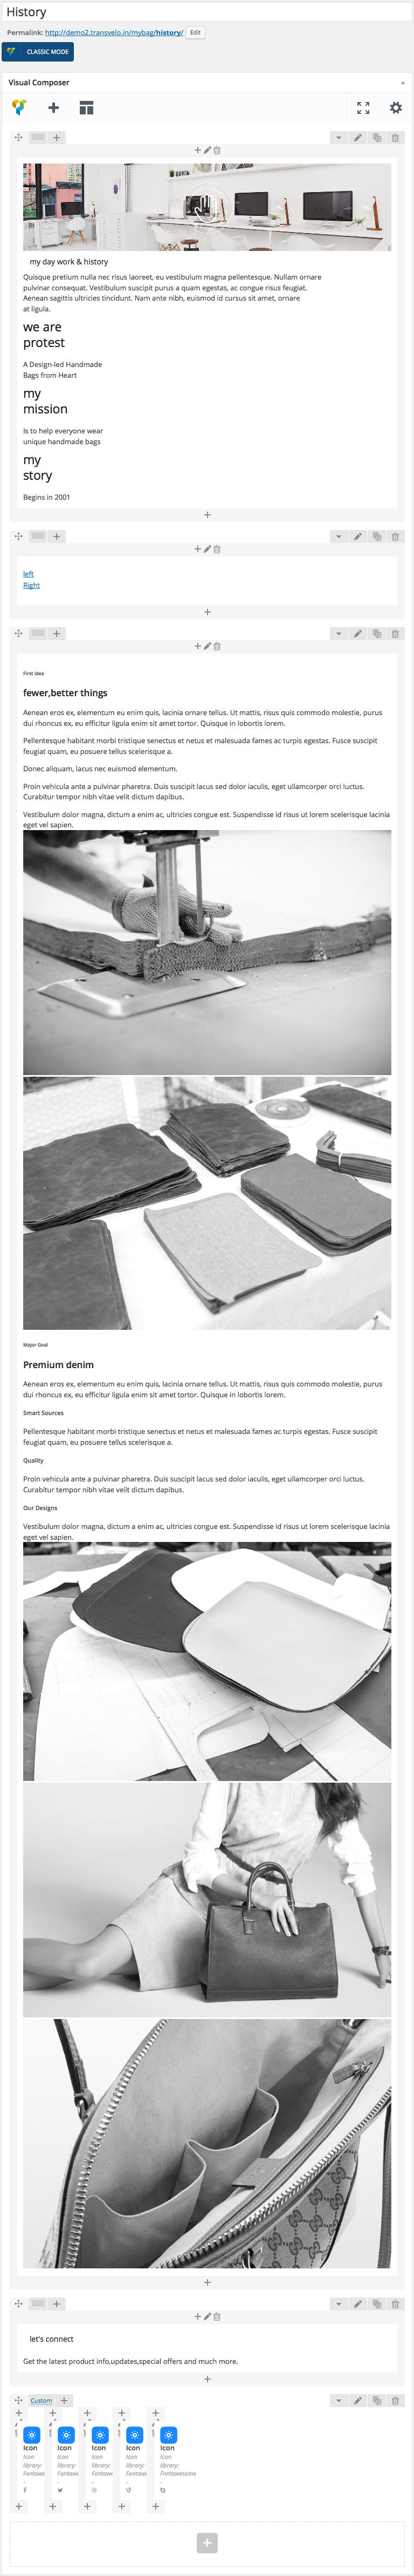 History
Permalink: http://demo2.transvelo.in/mybag/history/ Edit
CLASSIC MODE
Visual Composer
my day work & history
Quisque pretium nulla nec risus laoreet, eu vestibulum magna pellentesque. Nullam ornare
pulvinar consequat. Vestibulum suscipit purus a quam egestas, ac congue risus feugiat.
Aenean sagittis ultricies tincidunt. Nam ante nibh, euismod id cursus sit amet, ornare
at ligula.
we are
protest
A Design-led Handmade
Bags from Heart
my
mission
Is to help everyone wear
unique handmade bags
my
story
Begins in 2001
left
Right
First idea
fewer,better things
Aenean eros ex, elementum eu enim quis, lacinia ornare tellus. Ut mattis, risus quis commodo molestie, purus
dui rhoncus ex, eu efficitur ligula enim sit amet tortor. Quisque in lobortis lorem.
Pellentesque habitant morbi tristique senectus et netus et malesuada fames ac turpis egestas. Fusce suscipit
feugiat quam, eu posuere tellus scelerisque a.
Donec aliquam, lacus nec euismod elementum.
Proin vehicula ante a pulvinar pharetra. Duis suscipit lacus sed dolor iaculis, eget ullamcorper orci luctus.
Curabitur tempor nibh vitae velit dictum dapibus.
Vestibulum dolor magna, dictum a enim ac, ultricies congue est. Suspendisse id risus ut lorem scelerisque lacinia
eget vel sapien.
Major Goal
Premium denim
Aenean eros ex, elementum eu enim quis, lacinia ornare tellus. Ut mattis, risus quis commodo molestie, purus
dui rhoncus ex, eu efficitur ligula enim sit amet tortor. Quisque in lobortis lorem.
Smart Sources
Pellentesque habitant morbi tristique senectus et netus et malesuada fames ac turpis egestas. Fusce suscipit
feugiat quam, eu posuere tellus scelerisque a.
Quality
Proin vehicula ante a pulvinar pharetra. Duis suscipit lacus sed dolor iaculis, eget ullamcorper orci luctus.
Curabitur tempor nibh vitae velit dictum dapibus.
Our Designs
Vestibulum dolor magna, dictum a enim ac, ultricies congue est. Suspendisse id risus ut lorem scelerisque lacinia
eget vel sapien.
let's connect
Get the latest product info,updates,special offers and much more.
Custom
Icon Icon Icon Icon Icon
Icon Icon Icon Icon Icon
library: library: library: library: library:
Fontawe Fontawe Fontawe Fontawe Fontawesome